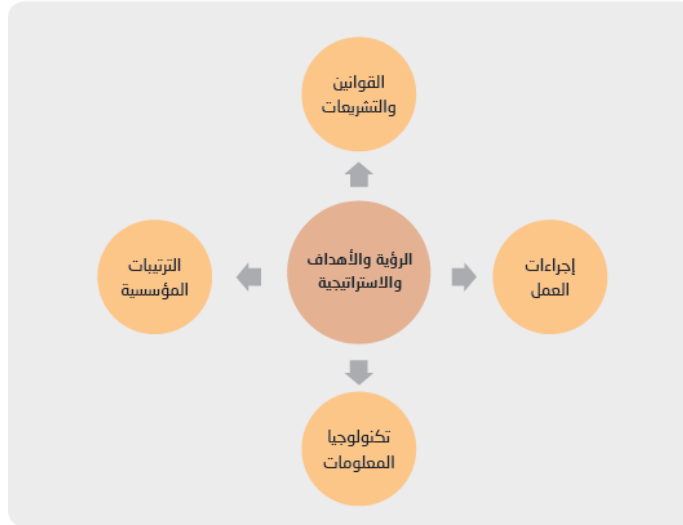 القوانين
والتشريعات
الرؤية والأهداف
والاستراتيجية
إجراءات
العمل
الترتيبات
المؤسسية
تكنولوجيا
المعلومات